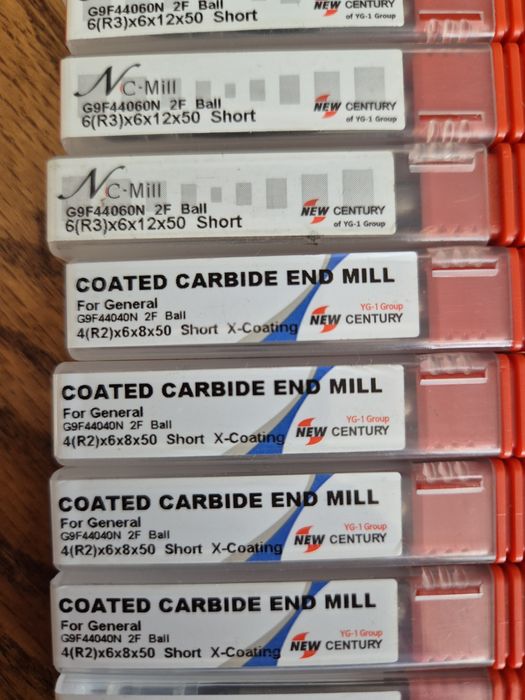 G9F44060N 2F Ball
NEW CENTURY
6(R3)x6x12x50 Short
of YG-1 Group
NC-Mill
G9F44060N 2F Ball
NEW CENTURY
6(R3)x6x12x50 Short
of YG-1 Group
NC-Mill
G9F44060N 2F Ball
NEW CENTURY
6(R3)x6x12x50 Short
of YG-1 Group
COATED CARBIDE END MILL
For General
YG-1 Group
G9F44040N 2F Ball
NEW CENTURY
4(R2)x6x8x50 Short X-Coating
COATED CARBIDE END MILL
For General
YG-1 Group
G9F44040N 2F Ball
NEW CENTURY
4(R2)x6x8x50 Short X-Coating
COATED CARBIDE END MILL
For General
YG-1 Group
G9F44040N 2F Ball
NEW CENTURY
4(R2)x6x8x50 Short X-Coating
COATED CARBIDE END MILL
For General
YG-1 Group
G9F44040N 2F Ball
NEW CENTURY
4(R2)x6x8x50 Short X-Coating